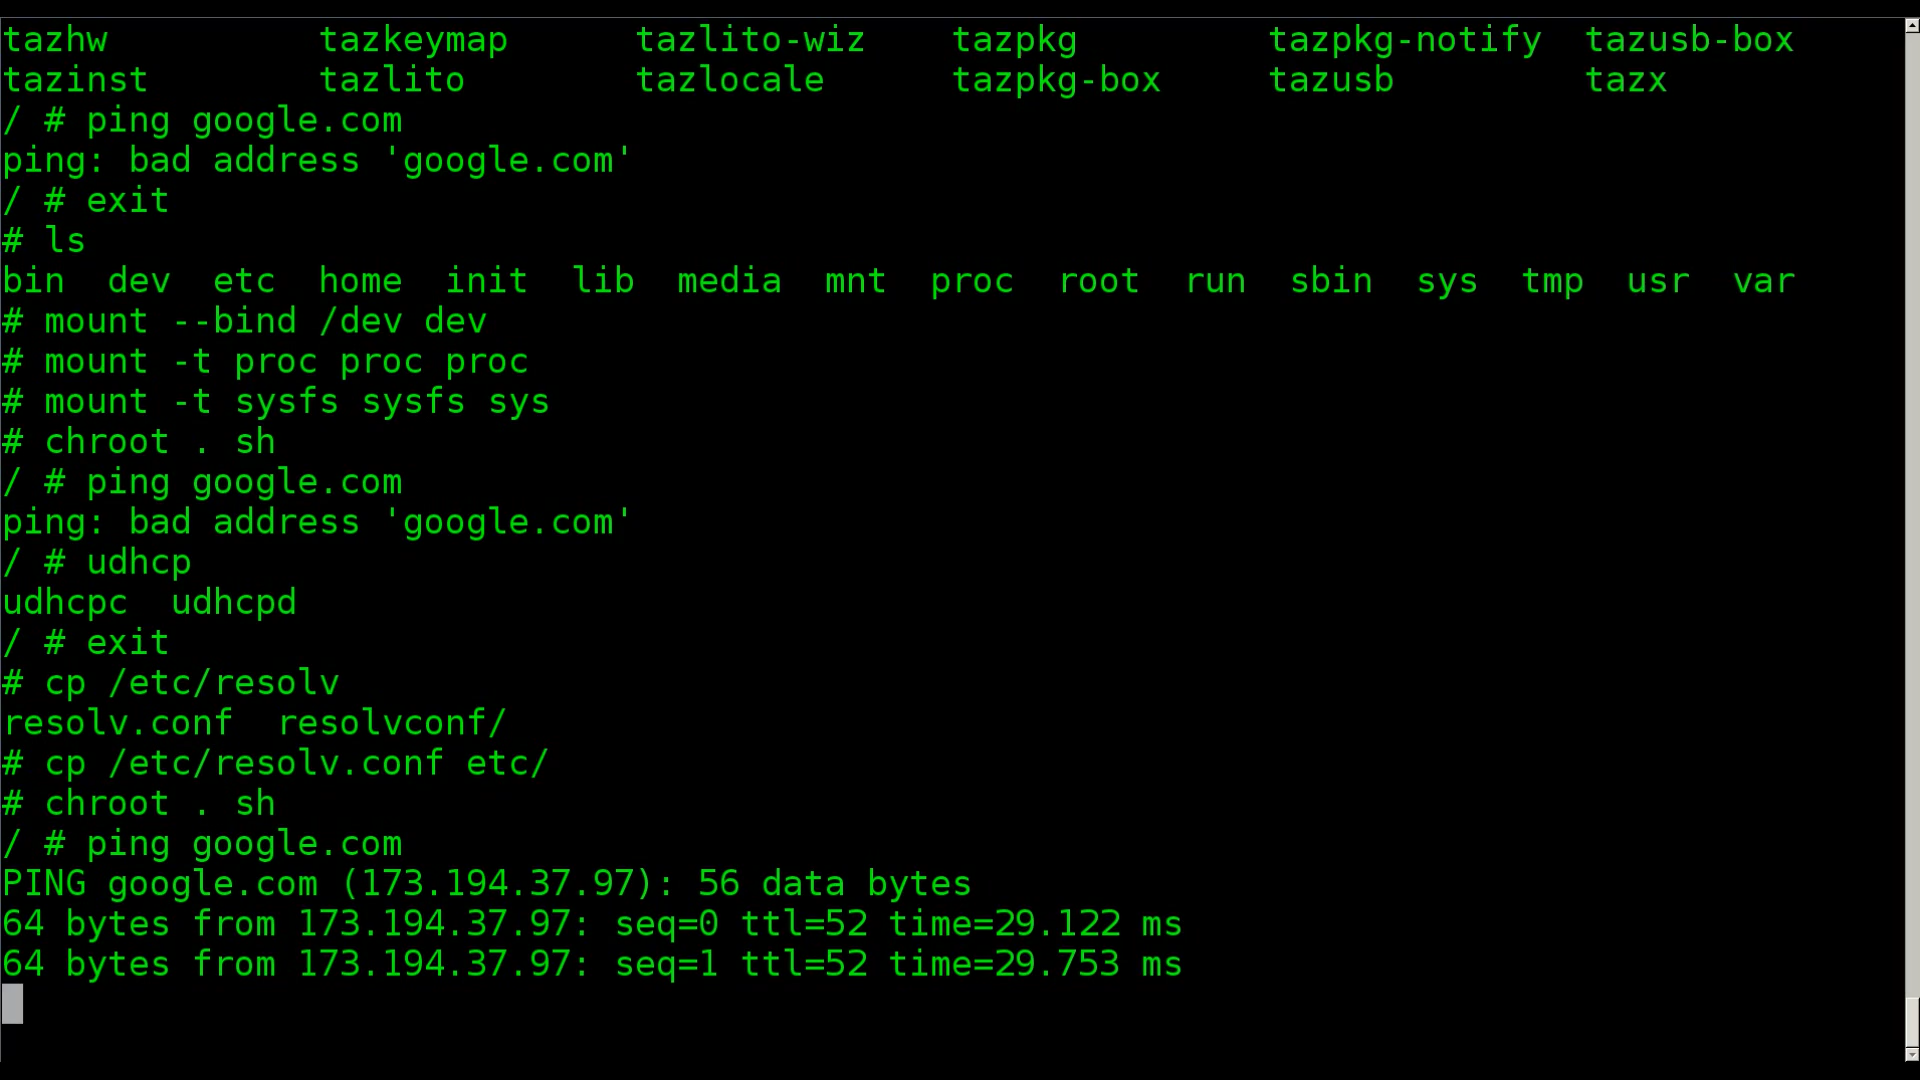 tazhw          tazkeymap      tazlito-wiz    tazpkg         tazpkg-notify  tazusb-box
tazinst        tazlito        tazlocale      tazpkg-box     tazusb         tazx
/ # ping google.com
ping: bad address 'google.com'
/ # exit
# ls
bin  dev  etc  home  init  lib  media  mnt  proc  root  run  sbin  sys  tmp  usr  var
# mount --bind /dev dev
# mount -t proc proc proc
# mount -t sysfs sysfs sys
# chroot . sh
/ # ping google.com
ping: bad address 'google.com'
/ # udhcp
udhcpc  udhcpd
/ # exit
# cp /etc/resolv
resolv.conf  resolvconf/
# cp /etc/resolv.conf etc/
# chroot . sh
/ # ping google.com
PING google.com (173.194.37.97): 56 data bytes
64 bytes from 173.194.37.97: seq=0 ttl=52 time=29.122 ms
64 bytes from 173.194.37.97: seq=1 ttl=52 time=29.753 ms